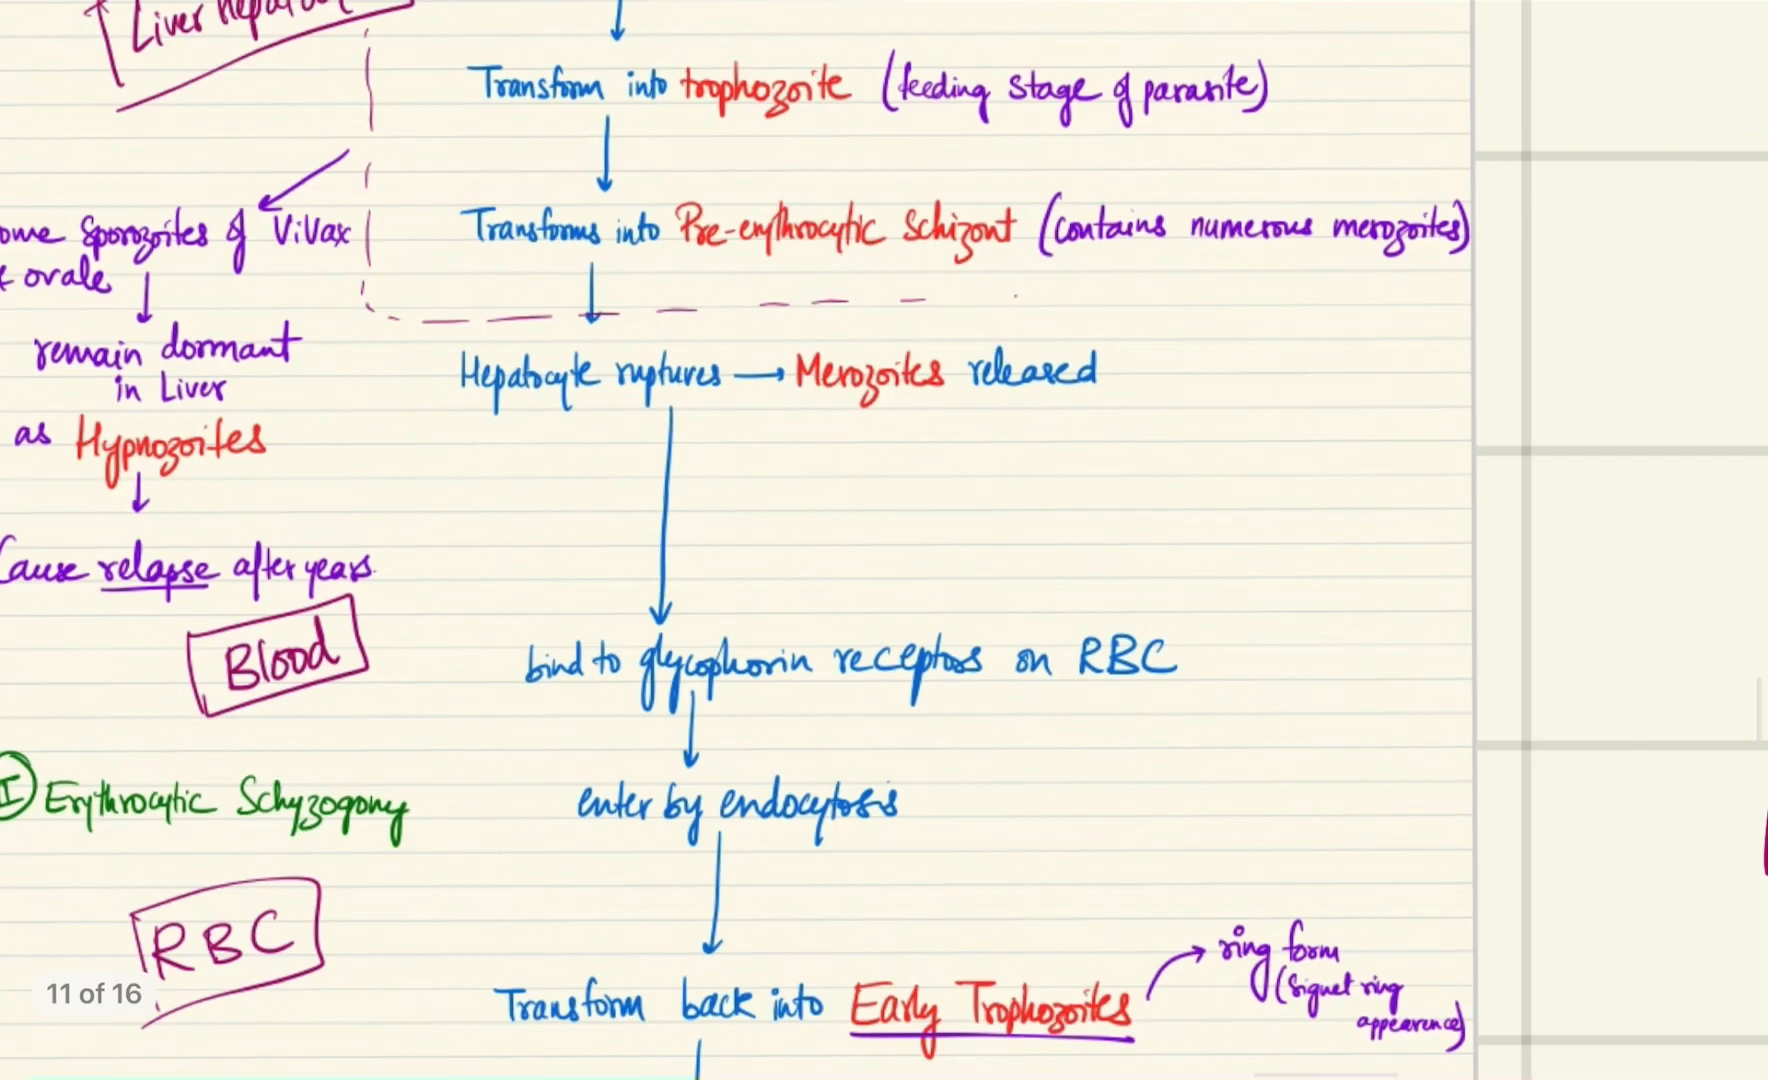 Liver
Transform into trophozoite (feeding stage of parasite)
Transforms into Pre-erythrocytic Schizont (contains numerous merozoites)
ome Sporozoites of Vivax
& ovale
remain dormant
in Liver
as Hypnozoites
Cause relapse after years.
Hepatocyte ruptures → Merozoites released
Blood
bind to glycophorin receptors on RBC
I Erythrocytic Schyzogony
enter by endocytosis
RBC
11 of 16
Transform back into Early Trophozoites
ring form
(Signet ring
appearence)